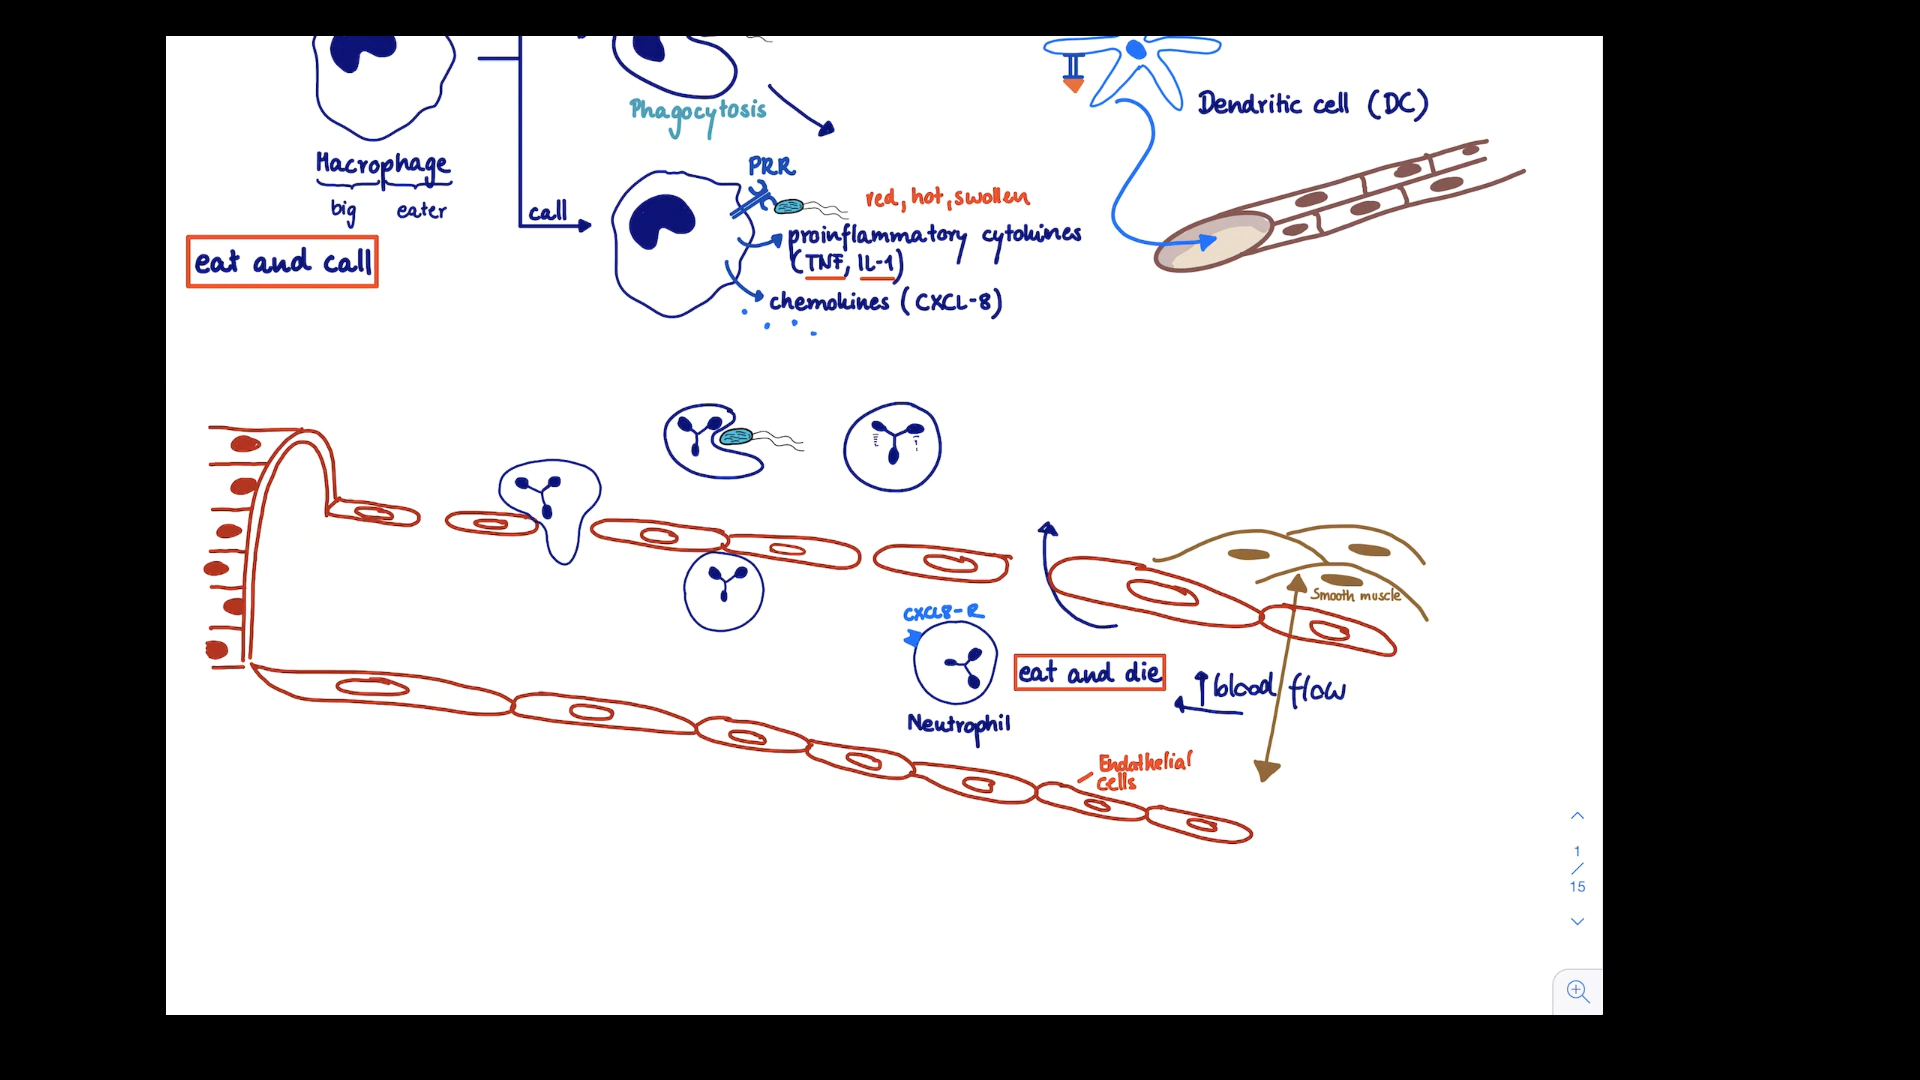 Phagocytosis
Dendritic cell (DC)
Macrophage
big eater
eat and call
call
PRR
red, hot, swollen
proinflammatory cytokines
(TNF, IL-1)
chemokines (CXCL-8)
Smooth muscle
CXCL8-R
eat and die
Neutrophil
blood flow
Endothelial
cells
1
/
15